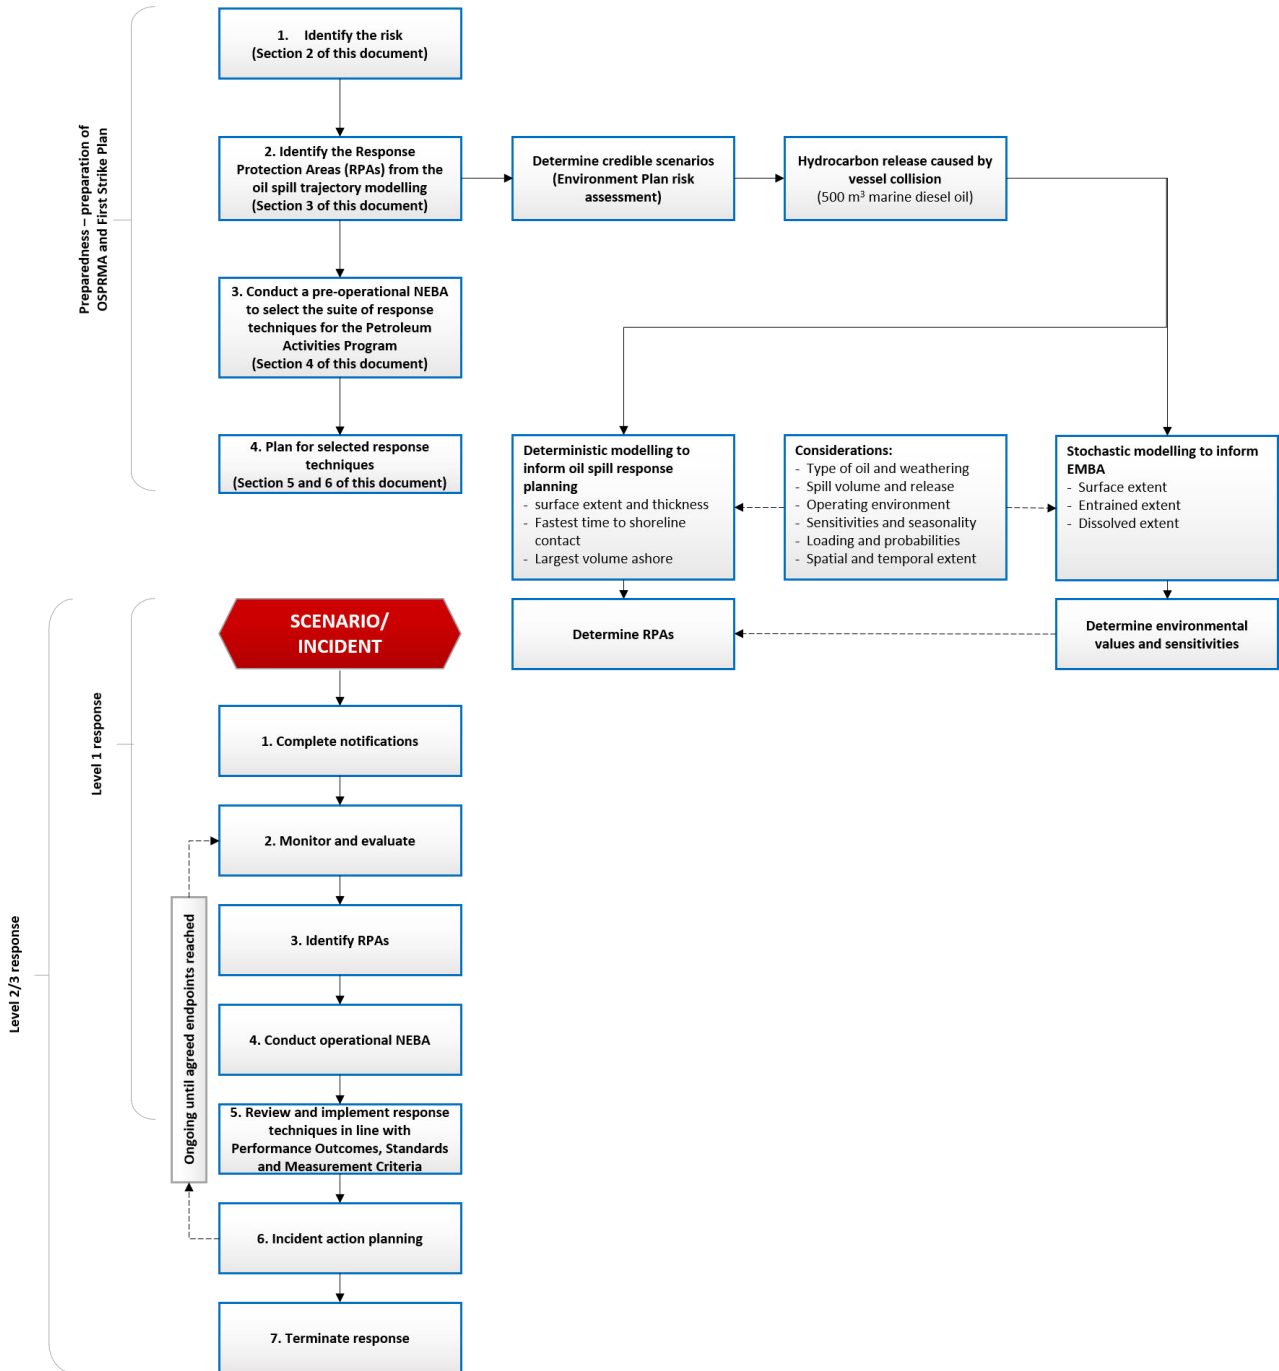 Preparedness – preparation of
OSPRMA and First Strike Plan
1. Identify the risk
(Section 2 of this document)
2. Identify the Response
Protection Areas (RPAs) from the
oil spill trajectory modelling
(Section 3 of this document)
Determine credible scenarios
(Environment Plan risk
assessment)
Hydrocarbon release caused by
vessel collision
(500 m³ marine diesel oil)
3. Conduct a pre-operational NEBA
to select the suite of response
techniques for the Petroleum
Activities Program
(Section 4 of this document)
4. Plan for selected response
techniques
(Section 5 and 6 of this document)
Deterministic modelling to
inform oil spill response
planning
- surface extent and thickness
- Fastest time to shoreline
contact
- Largest volume ashore
Considerations:
- Type of oil and weathering
- Spill volume and release
- Operating environment
- Sensitivities and seasonality
- Loading and probabilities
- Spatial and temporal extent
Stochastic modelling to inform
EMBA
- Surface extent
- Entrained extent
- Dissolved extent
Determine RPAs
Determine environmental
values and sensitivities
Level 2/3 response
Level 1 response
SCENARIO/
INCIDENT
1. Complete notifications
2. Monitor and evaluate
3. Identify RPAs
4. Conduct operational NEBA
5. Review and implement response
techniques in line with
Performance Outcomes, Standards
and Measurement Criteria
Ongoing until agreed endpoints reached
6. Incident action planning
7. Terminate response